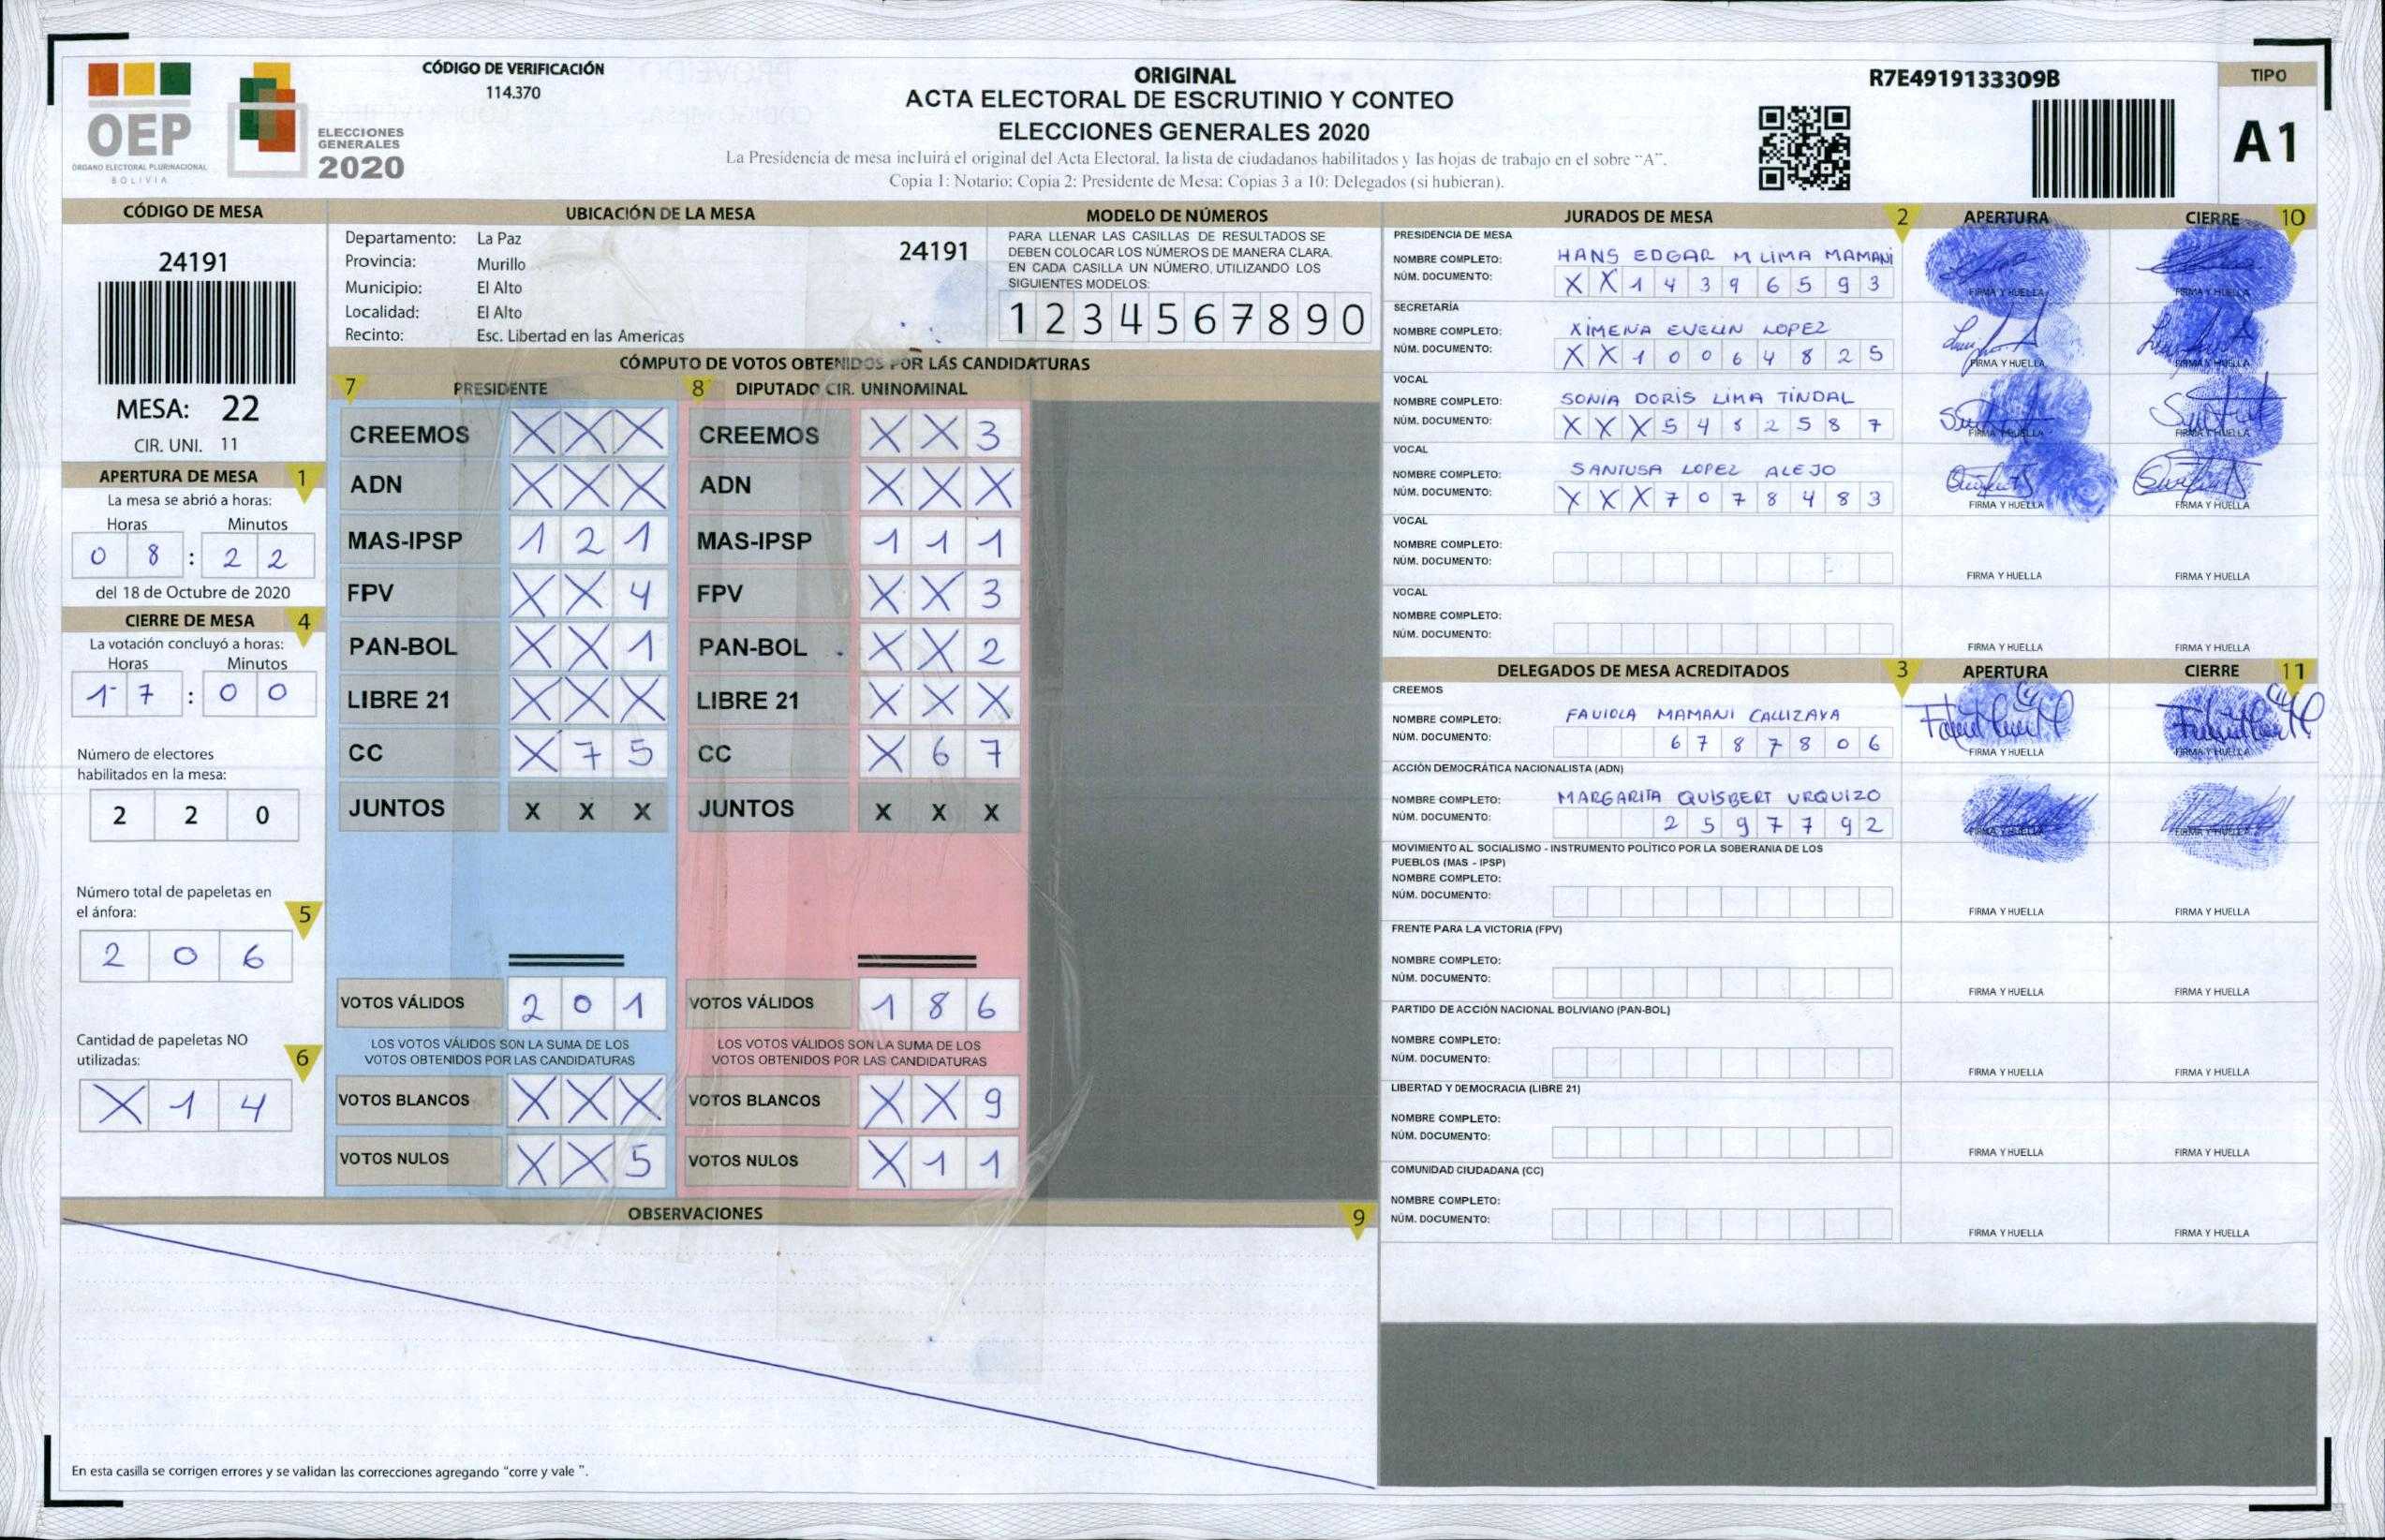 OEP
ÓRGANO ELECTORAL PLURINACIONAL
BOLIVIA
ELECCIONES
GENERALES
2020
CÓDIGO DE VERIFICACIÓN
114.370
ORIGINAL
ACTA ELECTORAL DE ESCRUTINIO Y CONTEO
ELECCIONES GENERALES 2020
La Presidencia de mesa incluirá el original del Acta Electoral, la lista de ciudadanos habilitados y las hojas de trabajo en el sobre "A".
Copia 1: Notario; Copia 2: Presidente de Mesa; Copias 3 a 10: Delegados (si hubieran).
R7E4919133309B
TIPO
A1
CÓDIGO DE MESA
24191
MESA: 22
CIR. UNI. 11
APERTURA DE MESA 1
La mesa se abrió a horas:
Horas Minutos
0 8 : 2 2
del 18 de Octubre de 2020
CIERRE DE MESA 4
La votación concluyó a horas:
Horas Minutos
1 7 : 0 0
Número de electores
habilitados en la mesa:
2 2 0
Número total de papeletas en
el ánfora: 5
2 0 6
Cantidad de papeletas NO
utilizadas: 6
X 1 4
UBICACIÓN DE LA MESA
Departamento: La Paz
Provincia: Murillo
Municipio: El Alto
Localidad: El Alto
Recinto: Esc. Libertad en las Americas
24191
MODELO DE NÚMEROS
PARA LLENAR LAS CASILLAS DE RESULTADOS SE
DEBEN COLOCAR LOS NÚMEROS DE MANERA CLARA,
EN CADA CASILLA UN NÚMERO, UTILIZANDO LOS
SIGUIENTES MODELOS:
1 2 3 4 5 6 7 8 9 0
CÓMPUTO DE VOTOS OBTENIDOS POR LAS CANDIDATURAS
7 PRESIDENTE 8 DIPUTADO CIR. UNINOMINAL
CREEMOS X X X CREEMOS X X 3
ADN X X X ADN X X X
MAS-IPSP 1 2 1 MAS-IPSP 1 1 1
FPV X X 4 FPV X X 3
PAN-BOL X X 1 PAN-BOL X X 2
LIBRE 21 X X X LIBRE 21 X X X
CC X 7 5 CC X 6 7
JUNTOS X X X JUNTOS X X X
VOTOS VÁLIDOS 2 0 1 VOTOS VÁLIDOS 1 8 6
LOS VOTOS VÁLIDOS SON LA SUMA DE LOS LOS VOTOS VÁLIDOS SON LA SUMA DE LOS
VOTOS OBTENIDOS POR LAS CANDIDATURAS VOTOS OBTENIDOS POR LAS CANDIDATURAS
VOTOS BLANCOS X X X VOTOS BLANCOS X X 9
VOTOS NULOS X X 5 VOTOS NULOS X 1 1
OBSERVACIONES 9
En esta casilla se corrigen errores y se validan las correcciones agregando "corre y vale ".
JURADOS DE MESA 2 APERTURA CIERRE 10
PRESIDENCIA DE MESA
NOMBRE COMPLETO: HANS EDGAR M LIMA MAMANI
NÚM. DOCUMENTO: X X 1 4 3 9 6 5 9 3
FIRMA Y HUELLA FIRMA Y HUELLA
SECRETARÍA
NOMBRE COMPLETO: XIMENA EVELIN LOPEZ
NÚM. DOCUMENTO: X X 1 0 0 6 4 8 2 5
FIRMA Y HUELLA FIRMA Y HUELLA
VOCAL
NOMBRE COMPLETO: SONIA DORIS LIMA TINDAL
NÚM. DOCUMENTO: X X X 5 4 8 2 5 8 7
FIRMA Y HUELLA FIRMA Y HUELLA
VOCAL
NOMBRE COMPLETO: SANTUSA LOPEZ ALEJO
NÚM. DOCUMENTO: X X X 7 0 7 8 4 8 3
FIRMA Y HUELLA FIRMA Y HUELLA
VOCAL
NOMBRE COMPLETO:
NÚM. DOCUMENTO:
FIRMA Y HUELLA FIRMA Y HUELLA
VOCAL
NOMBRE COMPLETO:
NÚM. DOCUMENTO:
FIRMA Y HUELLA FIRMA Y HUELLA
DELEGADOS DE MESA ACREDITADOS 3 APERTURA CIERRE 11
CREEMOS
NOMBRE COMPLETO: FAVIOLA MAMANI CALLIZAYA
NÚM. DOCUMENTO: 6 7 8 7 8 0 6
FIRMA Y HUELLA FIRMA Y HUELLA
ACCIÓN DEMOCRÁTICA NACIONALISTA (ADN)
NOMBRE COMPLETO: MARGARITA QUISBERT URQUIZO
NÚM. DOCUMENTO: 2 5 9 7 7 9 2
FIRMA Y HUELLA FIRMA Y HUELLA
MOVIMIENTO AL SOCIALISMO - INSTRUMENTO POLÍTICO POR LA SOBERANIA DE LOS
PUEBLOS (MAS - IPSP)
NOMBRE COMPLETO:
NÚM. DOCUMENTO:
FIRMA Y HUELLA FIRMA Y HUELLA
FRENTE PARA LA VICTORIA (FPV)
NOMBRE COMPLETO:
NÚM. DOCUMENTO:
FIRMA Y HUELLA FIRMA Y HUELLA
PARTIDO DE ACCIÓN NACIONAL BOLIVIANO (PAN-BOL)
NOMBRE COMPLETO:
NÚM. DOCUMENTO:
FIRMA Y HUELLA FIRMA Y HUELLA
LIBERTAD Y DEMOCRACIA (LIBRE 21)
NOMBRE COMPLETO:
NÚM. DOCUMENTO:
FIRMA Y HUELLA FIRMA Y HUELLA
COMUNIDAD CIUDADANA (CC)
NOMBRE COMPLETO:
NÚM. DOCUMENTO:
FIRMA Y HUELLA FIRMA Y HUELLA